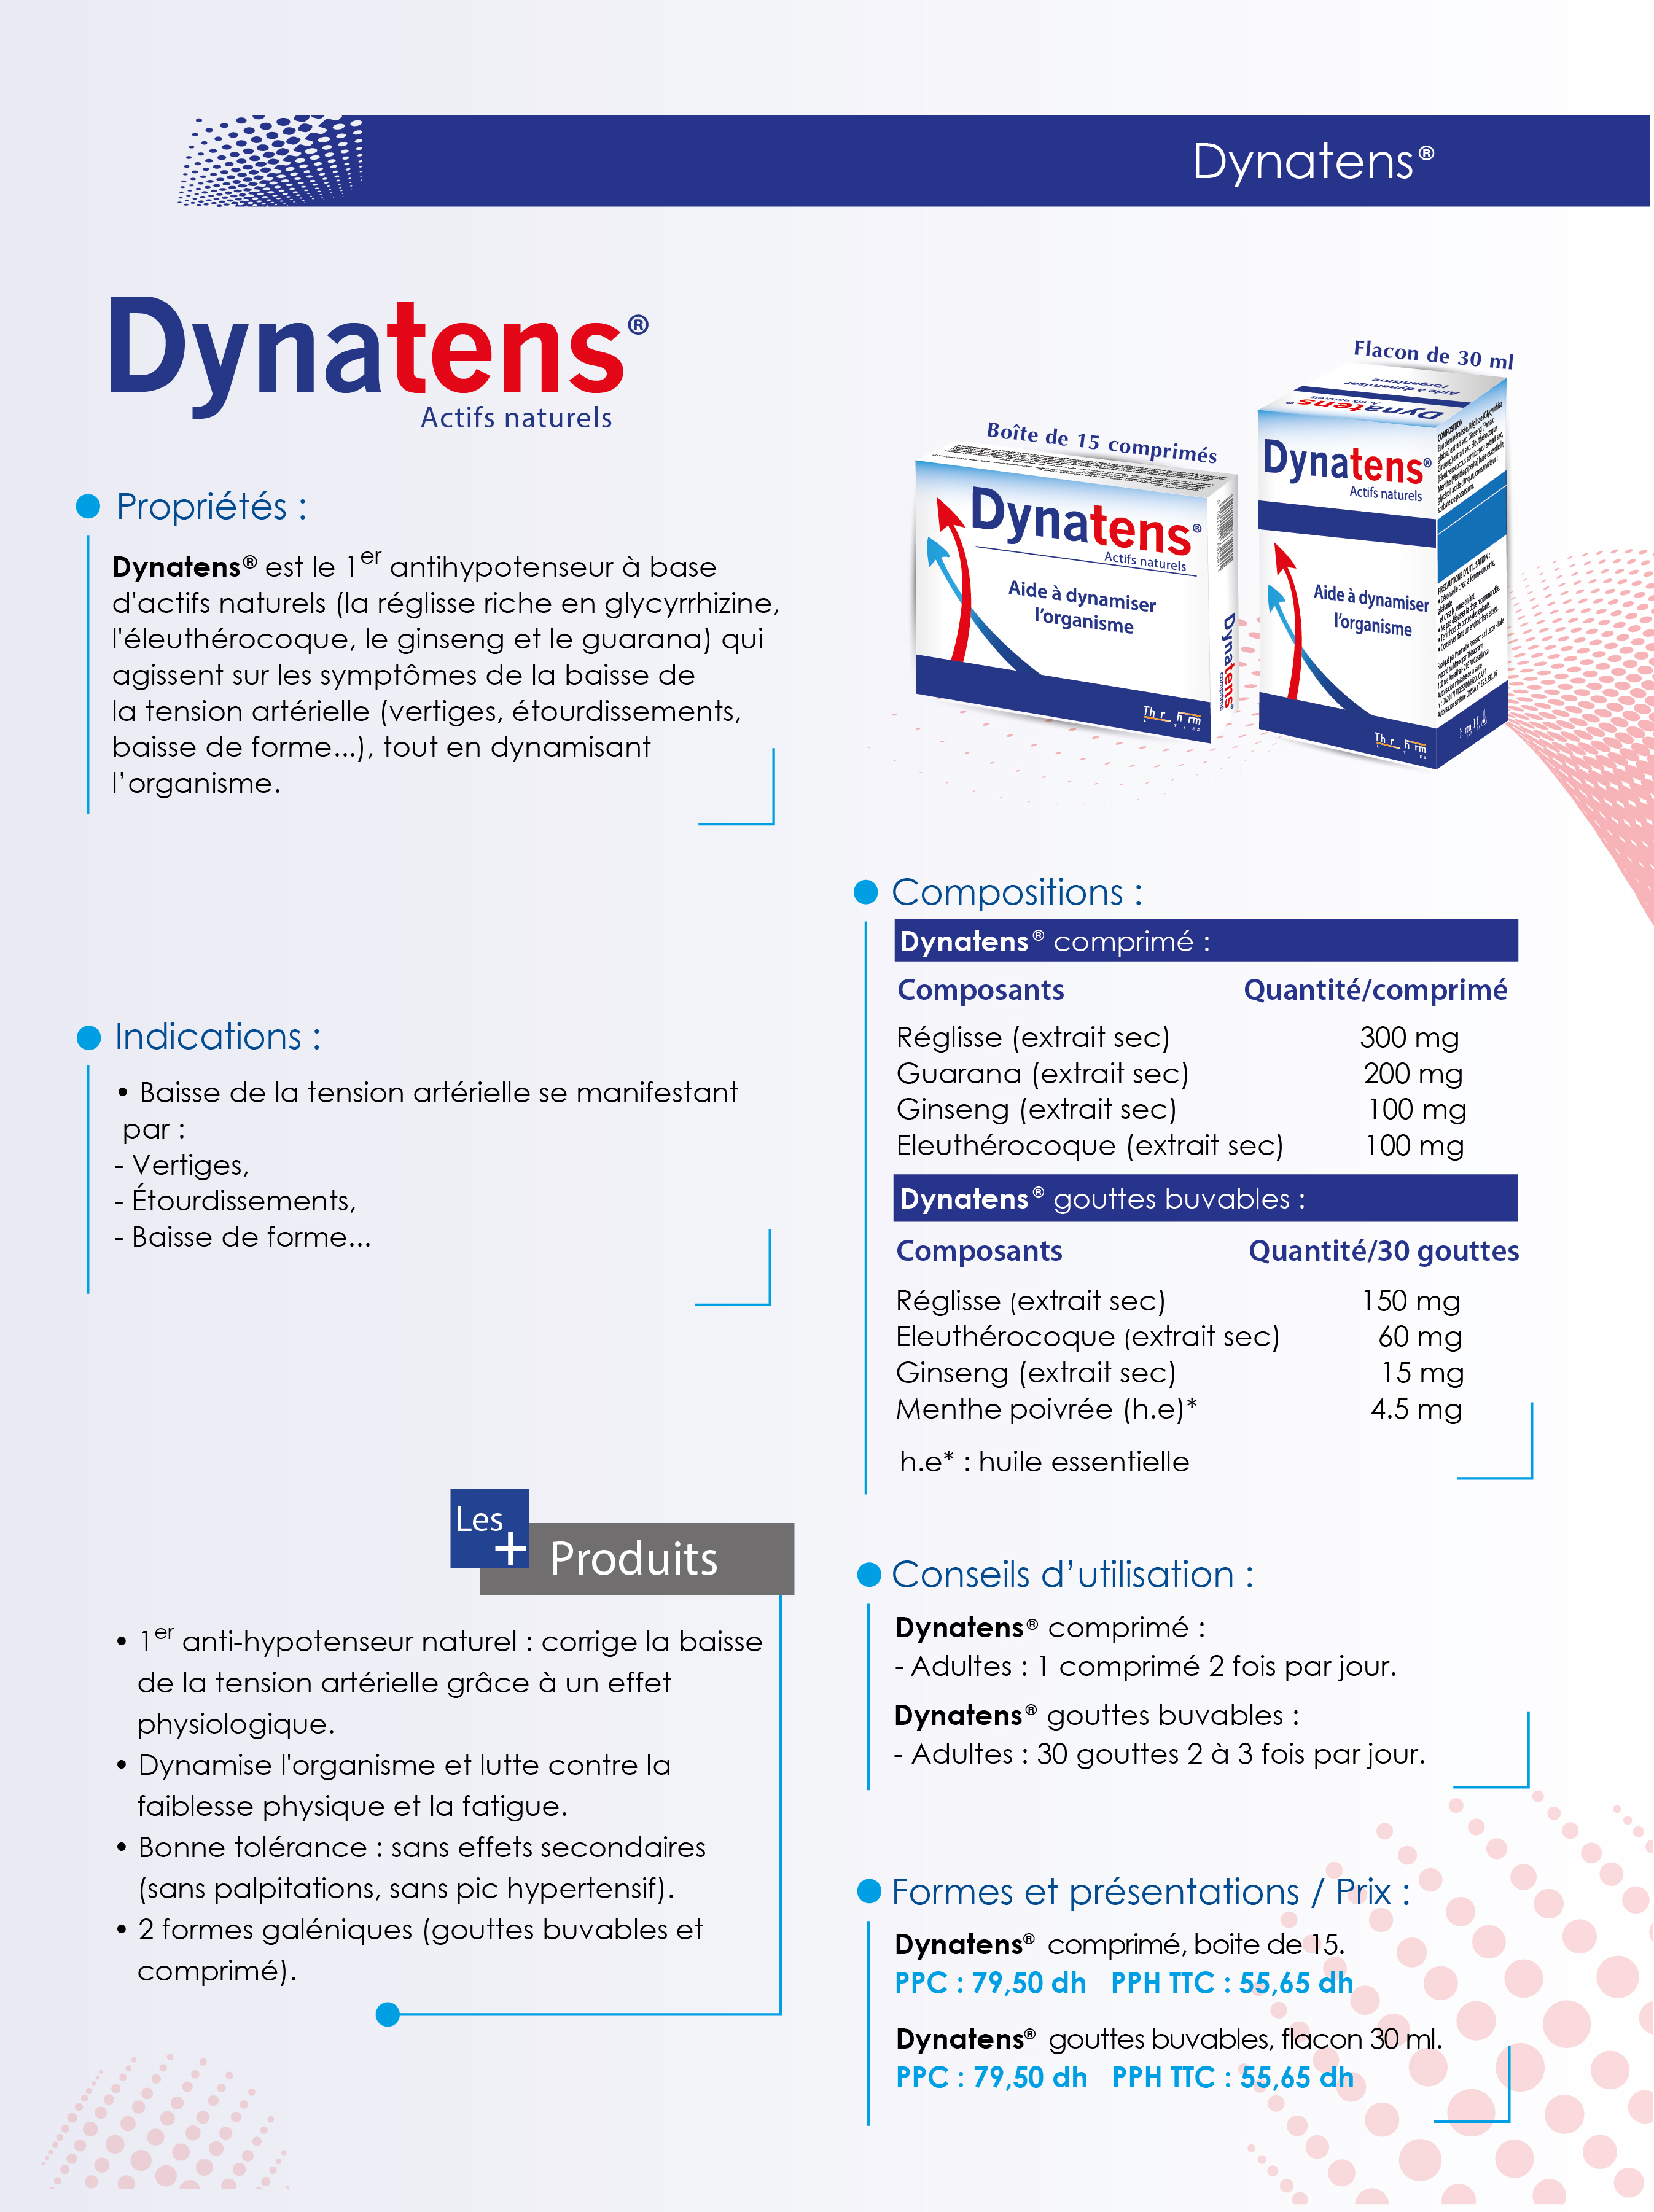 Dynatens®
Dynatens®
Actifs naturels
Propriétés :
Dynatens® est le 1er antihypotenseur à base
d'actifs naturels (la réglisse riche en glycyrrhizine,
l'éleuthérocoque, le ginseng et le guarana) qui
agissent sur les symptômes de la baisse de
la tension artérielle (vertiges, étourdissements,
baisse de forme...), tout en dynamisant
l’organisme.
Indications :
• Baisse de la tension artérielle se manifestant
par :
- Vertiges,
- Étourdissements,
- Baisse de forme...
Les +
Produits
• 1er anti-hypotenseur naturel : corrige la baisse
de la tension artérielle grâce à un effet
physiologique.
• Dynamise l'organisme et lutte contre la
faiblesse physique et la fatigue.
• Bonne tolérance : sans effets secondaires
(sans palpitations, sans pic hypertensif).
• 2 formes galéniques (gouttes buvables et
comprimé).
Boîte de 15 comprimés
Dynatens®
Actifs naturels
Aide à dynamiser
l’organisme
Dynatens®
comprimé
Flacon de 30 ml
Aide à dynamiser
l’organisme
Dynatens®
Actifs naturels
Dynatens®
Actifs naturels
Aide à dynamiser
l’organisme
COMPOSITION :
PRECAUTIONS D'UTILISATION :
Compositions :
Dynatens® comprimé :
Composants Quantité/comprimé
Réglisse (extrait sec) 300 mg
Guarana (extrait sec) 200 mg
Ginseng (extrait sec) 100 mg
Eleuthérocoque (extrait sec) 100 mg
Dynatens® gouttes buvables :
Composants Quantité/30 gouttes
Réglisse (extrait sec) 150 mg
Eleuthérocoque (extrait sec) 60 mg
Ginseng (extrait sec) 15 mg
Menthe poivrée (h.e)* 4.5 mg
h.e* : huile essentielle
Conseils d’utilisation :
Dynatens® comprimé :
- Adultes : 1 comprimé 2 fois par jour.
Dynatens® gouttes buvables :
- Adultes : 30 gouttes 2 à 3 fois par jour.
Formes et présentations / Prix :
Dynatens® comprimé, boite de 15.
PPC : 79,50 dh PPH TTC : 55,65 dh
Dynatens® gouttes buvables, flacon 30 ml.
PPC : 79,50 dh PPH TTC : 55,65 dh